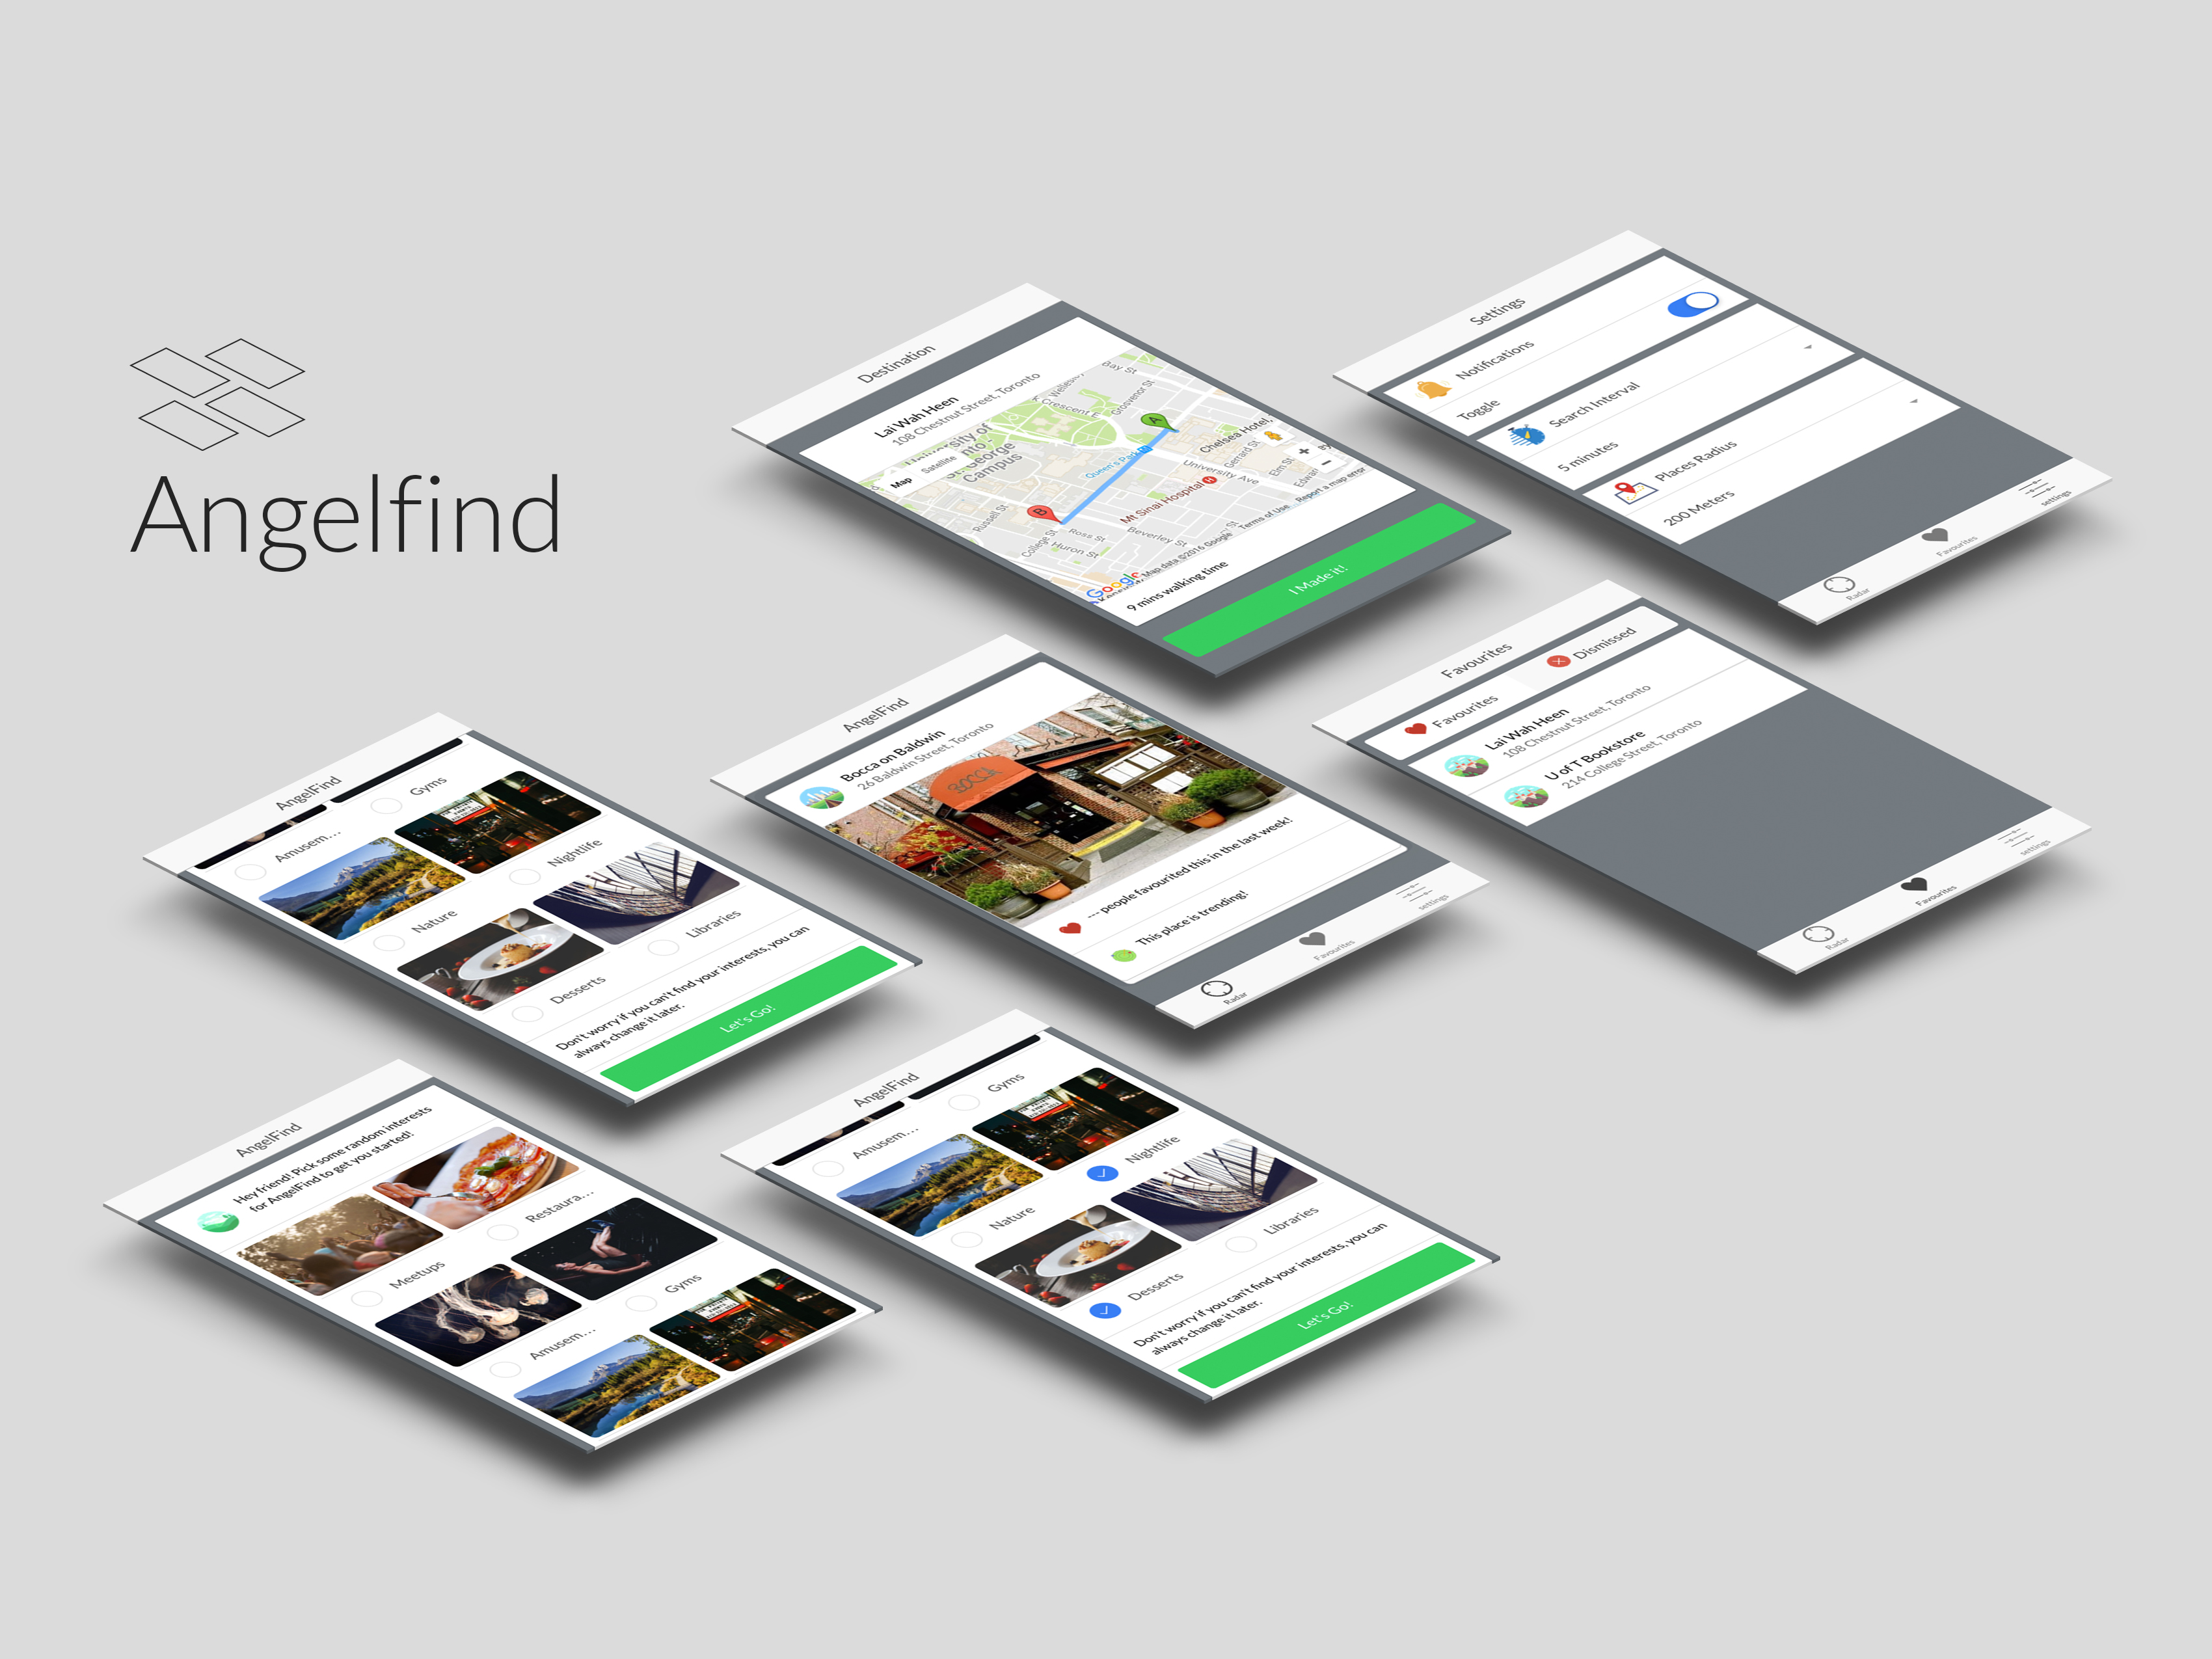 Angelfind
Destination
Lai Wah Heen
108 Chestnut Street, Toronto
Map
Satellite
St. George
Campus
Crescent E
Bay St
Grosvenor St
Chelsea Hotel,
Gerrard St
Elm St
University Ave
Queen's Park
Mt Sinai Hospital
H
A
B
Russell St
College St
Ross St
Huron St
Beverley St
Google
Map data ©2016 Google
Terms of Use
Report a map error
9 mins walking time
I Made it!
Settings
Notifications
Toggle
Search Interval
5 minutes
Places Radius
200 Meters
Radar
Favourites
settings
AngelFind
Gyms
Amusem...
Nightlife
Nature
Libraries
Desserts
Don't worry if you can't find your interests, you can
always change it later.
Let's Go!
AngelFind
Bocca on Baldwin
26 Baldwin Street, Toronto
BOCCA
--- people favourited this in the last week!
This place is trending!
Radar
Favourites
settings
Favourites
Favourites
Dismissed
Lai Wah Heen
108 Chestnut Street, Toronto
U of T Bookstore
214 College Street, Toronto
Radar
Favourites
settings
AngelFind
Hey friend! Pick some random interests
for AngelFind to get you started!
Restaura...
Meetups
Gyms
Amusem...
AngelFind
Gyms
Amusem...
Nightlife
Nature
Libraries
Desserts
Don't worry if you can't find your interests, you can
always change it later.
Let's Go!